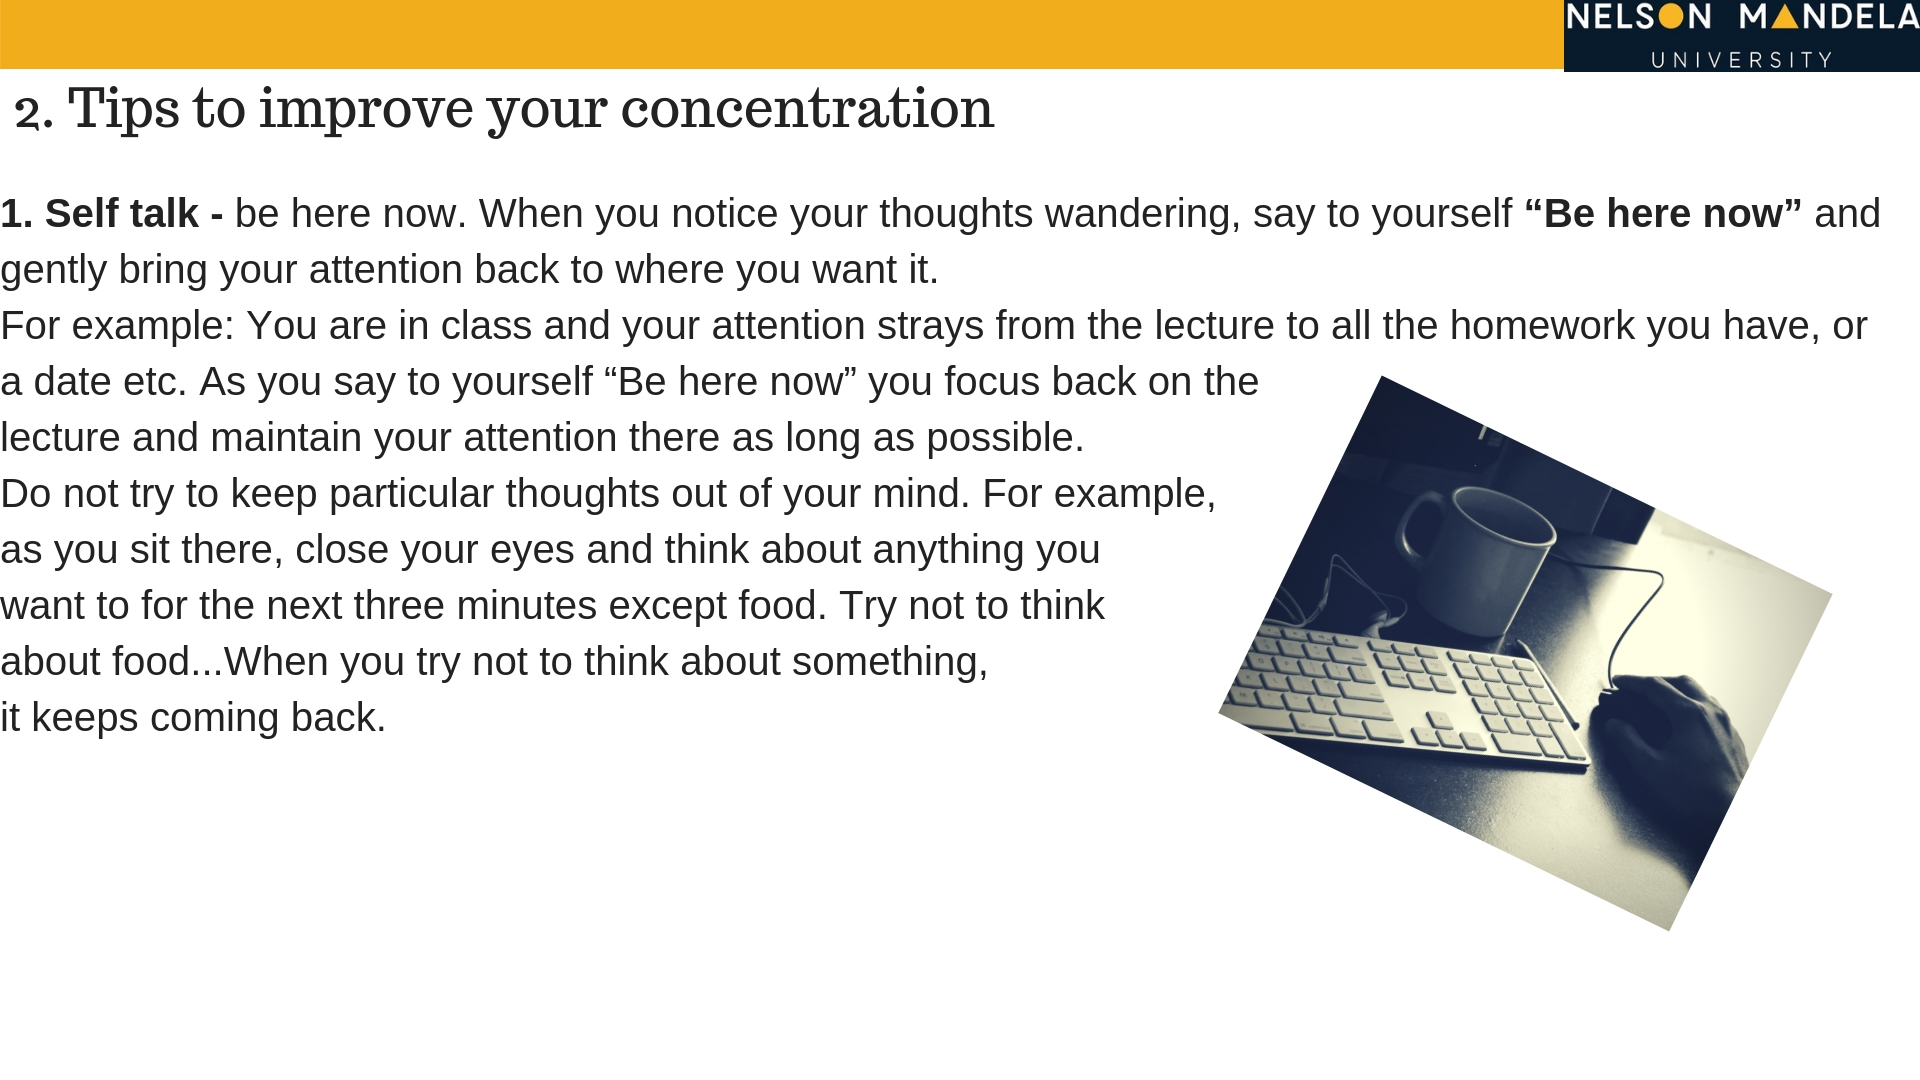 NELSON MANDELA
UNIVERSITY
2. Tips to improve your concentration
1. Self talk - be here now. When you notice your thoughts wandering, say to yourself “Be here now” and
gently bring your attention back to where you want it.
For example: You are in class and your attention strays from the lecture to all the homework you have, or
a date etc. As you say to yourself “Be here now” you focus back on the
lecture and maintain your attention there as long as possible.
Do not try to keep particular thoughts out of your mind. For example,
as you sit there, close your eyes and think about anything you
want to for the next three minutes except food. Try not to think
about food...When you try not to think about something,
it keeps coming back.